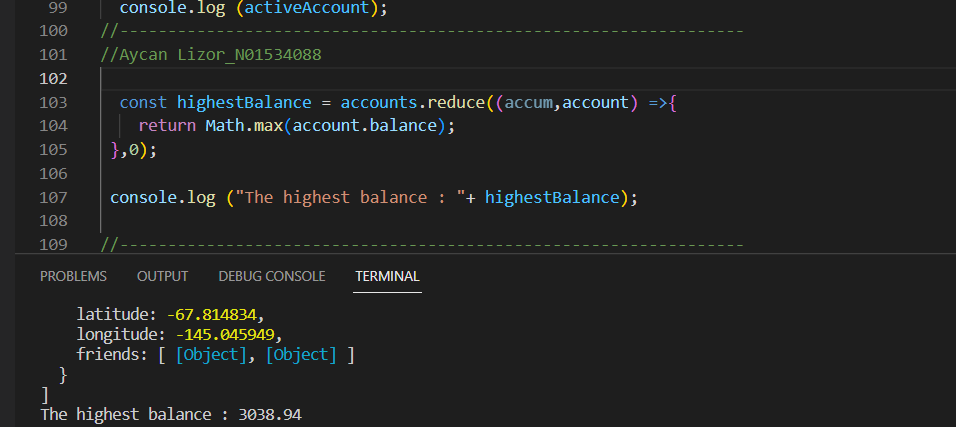 99 console.log (activeAccount);
100 //-----------------------------------------------------------------
101 //Aycan Lizor_N01534088
102
103 const highestBalance = accounts.reduce((accum,account) =>{
104 return Math.max(account.balance);
105 },0);
106
107 console.log ("The highest balance : "+ highestBalance);
108
109 //-----------------------------------------------------------------
PROBLEMS OUTPUT DEBUG CONSOLE TERMINAL
latitude: -67.814834,
longitude: -145.045949,
friends: [ [Object], [Object] ]
}
]
The highest balance : 3038.94